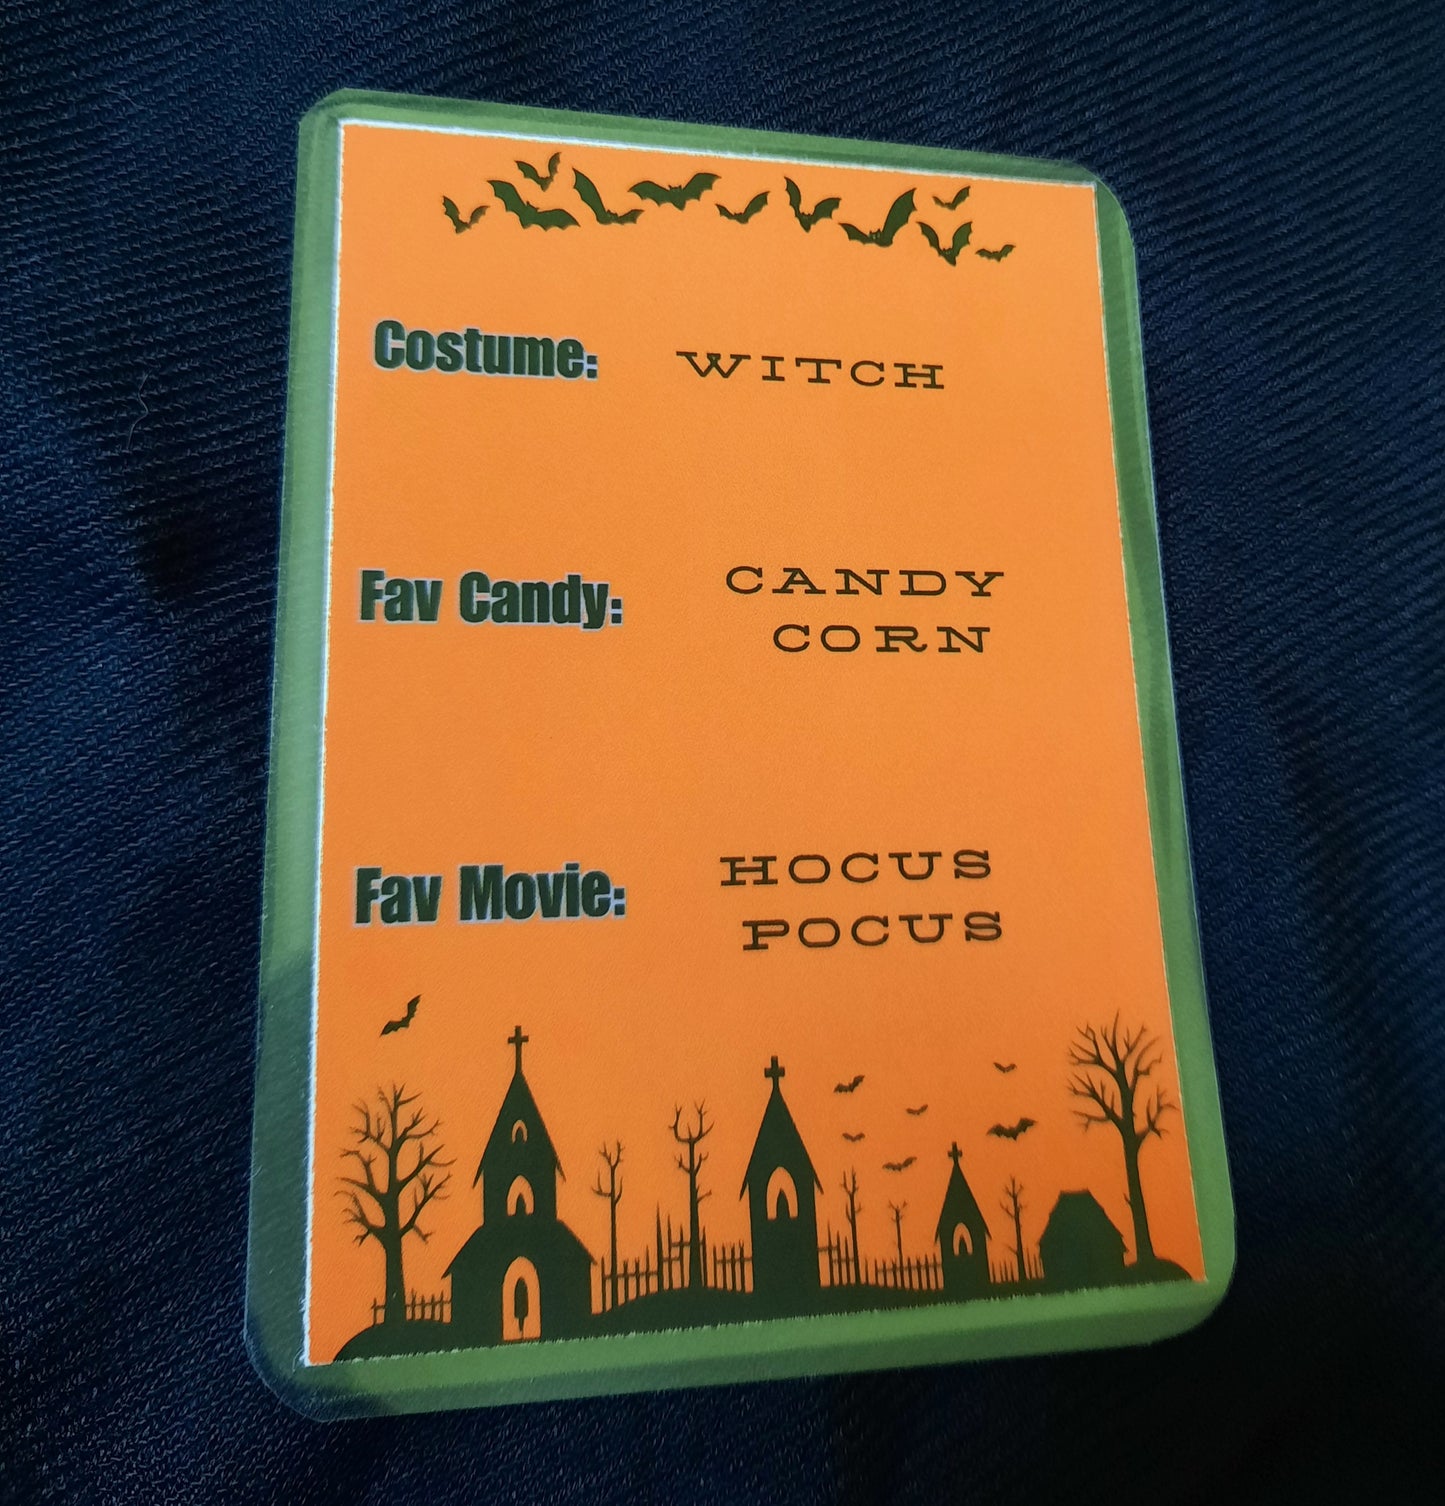 Costume: WITCH
Fav Candy: CANDY
CORN
Fav Movie: HOCUS
POCUS